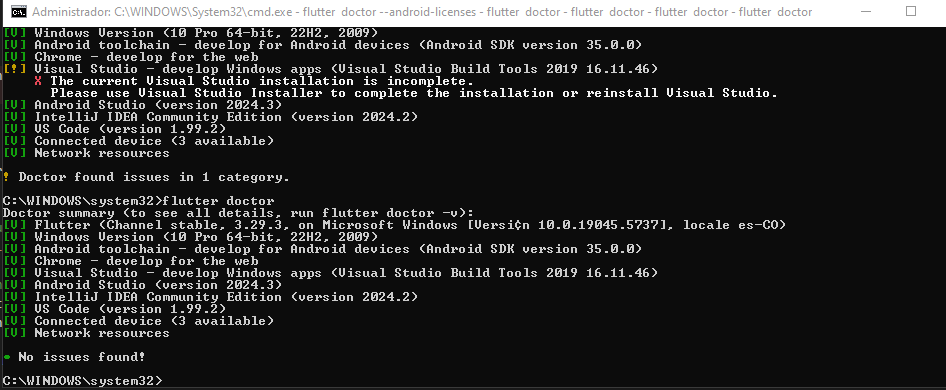 Administrador: C:\WINDOWS\System32\cmd.exe - flutter doctor --android-licenses - flutter doctor - flutter doctor - flutter doctor - flutter doctor
[V] Windows Version (10 Pro 64-bit, 22H2, 2009)
[V] Android toolchain - develop for Android devices (Android SDK version 35.0.0)
[V] Chrome - develop for the web
[!] Visual Studio - develop Windows apps (Visual Studio Build Tools 2019 16.11.46)
X The current Visual Studio installation is incomplete.
Please use Visual Studio Installer to complete the installation or reinstall Visual Studio.
[V] Android Studio (version 2024.3)
[V] IntelliJ IDEA Community Edition (version 2024.2)
[V] VS Code (version 1.99.2)
[V] Connected device (3 available)
[V] Network resources
! Doctor found issues in 1 category.
C:\WINDOWS\system32>flutter doctor
Doctor summary (to see all details, run flutter doctor -v):
[V] Flutter (Channel stable, 3.29.3, on Microsoft Windows [Versi¢n 10.0.19045.5737], locale es-CO)
[V] Windows Version (10 Pro 64-bit, 22H2, 2009)
[V] Android toolchain - develop for Android devices (Android SDK version 35.0.0)
[V] Chrome - develop for the web
[V] Visual Studio - develop Windows apps (Visual Studio Build Tools 2019 16.11.46)
[V] Android Studio (version 2024.3)
[V] IntelliJ IDEA Community Edition (version 2024.2)
[V] VS Code (version 1.99.2)
[V] Connected device (3 available)
[V] Network resources
• No issues found!
C:\WINDOWS\system32>